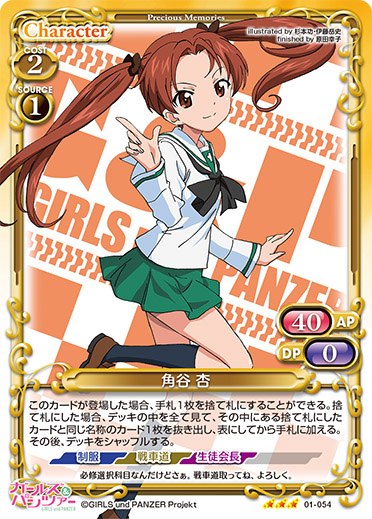 Precious Memories
Character
illustrated by 杉本功・伊藤岳史
finished by 原田幸子
COST
2
SOURCE
1
GIRLS
PANZER
40 AP
DP 0
角谷 杏
このカードが登場した場合、手札1枚を捨て札にすることができる。捨
て札にした場合、デッキの中を全て見て、その中にある捨て札にした
カードと同じ名称のカード1枚を抜き出し、表にしてから手札に加える。
その後、デッキをシャッフルする。
制服 戦車道 生徒会長
必修選択科目なんだけどさぁ。戦車道取ってね、よろしく。
ガールズ&パンツァー
GIRLS und PANZER
©GIRLS und PANZER Projekt
01-054